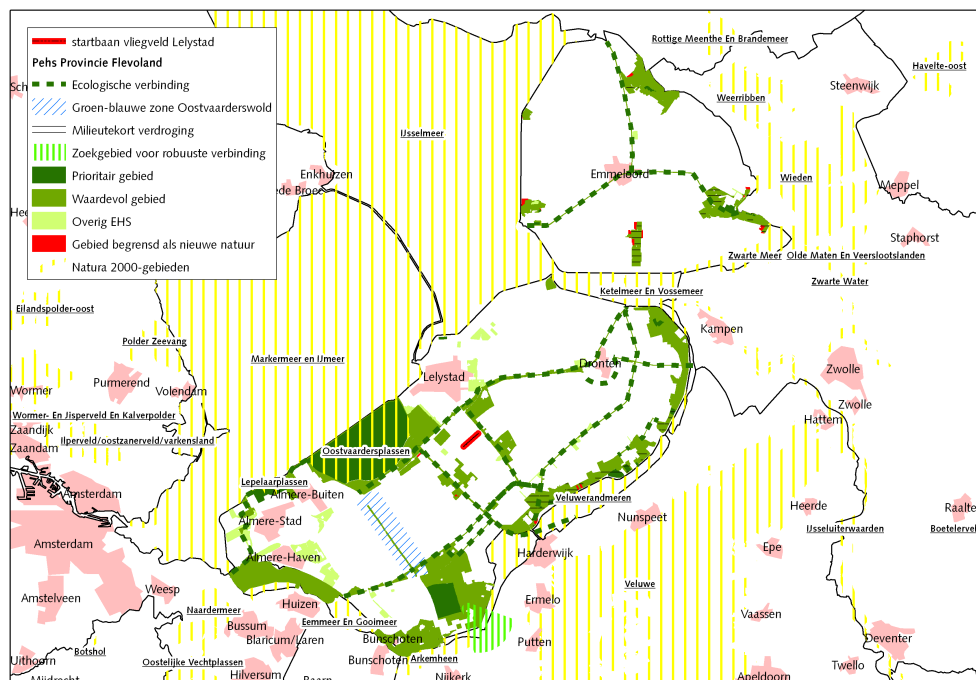 startbaan vliegveld Lelystad
Pehs Provincie Flevoland
Ecologische verbinding
Groen-blauwe zone Oostvaarderswold
Milieutekort verdroging
Zoekgebied voor robuuste verbinding
Prioritair gebied
Waardevol gebied
Overig EHS
Gebied begrensd als nieuwe natuur
Natura 2000-gebieden
Rottige Meenthe En Brandemeer
Havelte-oost
Steenwijk
Weerribben
IJsselmeer
Enkhuizen
Emmeloord
Wieden
Meppel
Staphorst
Zwarte Meer
Olde Maten En Veerslootslanden
Zwarte Water
Ketelmeer En Vossemeer
Eilandspolder-oost
Polder Zeevang
Kampen
Markermeer en IJmeer
Dronten
Lelystad
Zwolle
Purmerend
Volendam
Wormer
Zwolle
Hattem
Wormer- En Jisperveld En Kalverpolder
Zaandijk
Ilperveld/oostzanerveld/varkensland
Zaandam
Oostvaardersplassen
Lepelaarplassen
Almere-Buiten
Amsterdam
Veluwerandmeren
Heerde
Raalte
Almere-Stad
Nunspeet
IJsseluiterwaarden
Amsterdam
Epe
Almere-Haven
Harderwijk
Veluwe
Weesp
Amstelveen
Huizen
Ermelo
Naardermeer
Eemmeer En Gooimeer
Vaassen
Bussum
Blaricum/Laren
Bunschoten
Putten
Deventer
Botshol
Uithoorn
Oostelijke Vechtplassen
Bunschoten
Arkemheen
Twello
Hilversum
Nijkerk
Apeldoorn